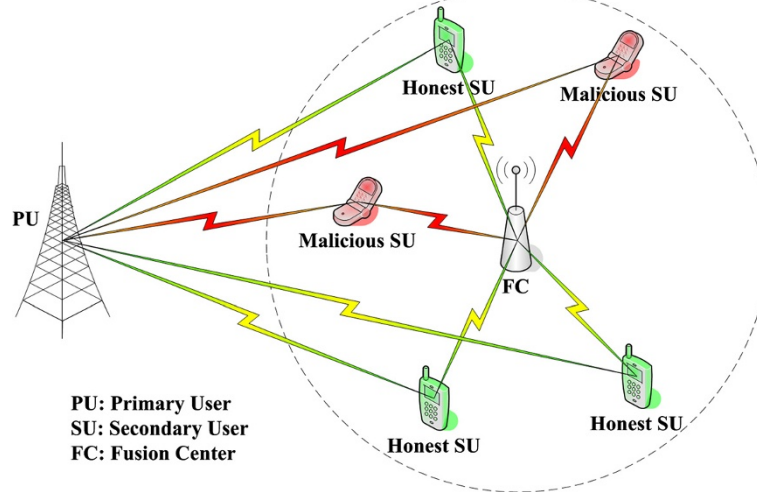 Honest SU
Malicious SU
PU
Malicious SU
FC
Honest SU
Honest SU
PU: Primary User
SU: Secondary User
FC: Fusion Center